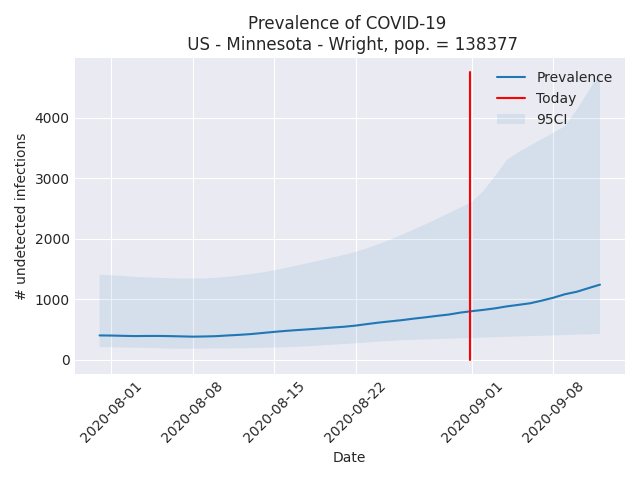 Prevalence of COVID-19
US - Minnesota - Wright, pop. = 138377
Prevalence
Today
95CI
# undetected infections
4000
3000
2000
1000
0
2020-08-01
2020-08-08
2020-08-15
2020-08-22
2020-09-01
2020-09-08
Date